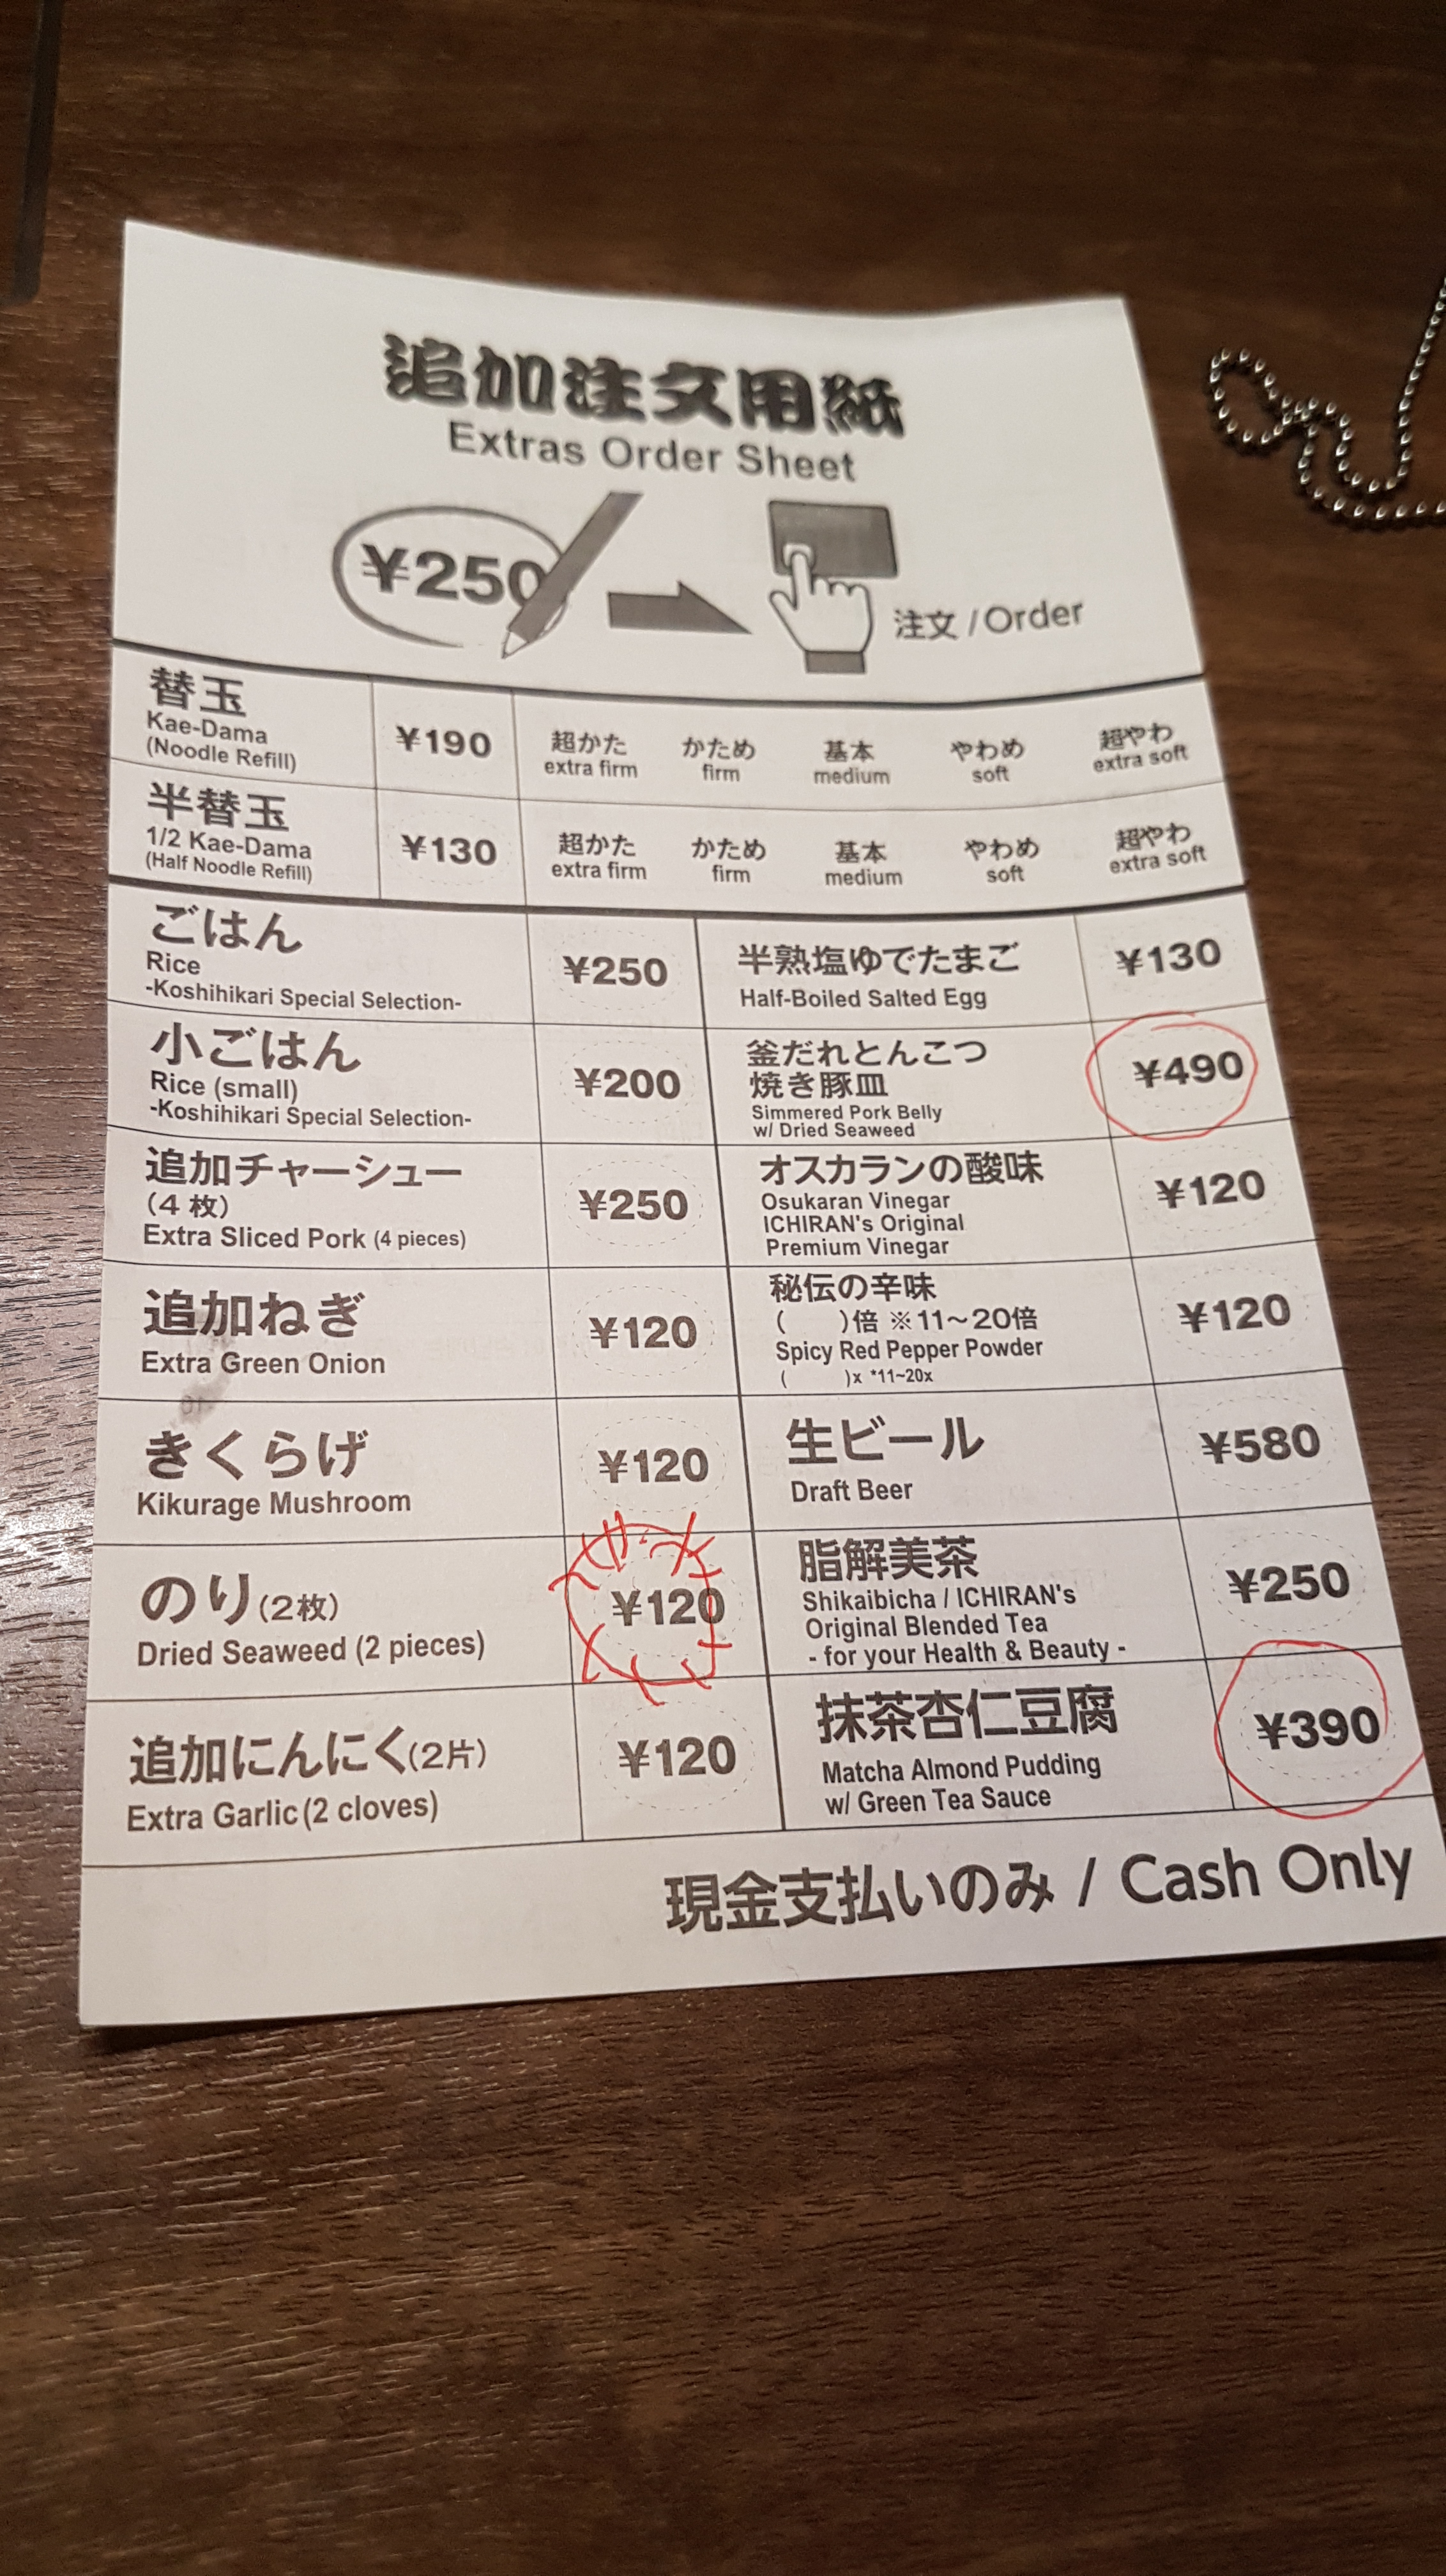 追加注文用紙
Extras Order Sheet
¥250
注文/Order
替玉
Kae-Dama
(Noodle Refill)
¥190
超かた かため 基本 やわめ 超やわ
extra firm firm medium soft extra soft
半替玉
1/2 Kae-Dama
(Half Noodle Refill)
¥130
超かた かため 基本 やわめ 超やわ
extra firm firm medium soft extra soft
ごはん
Rice
-Koshihikari Special Selection-
¥250
半熟塩ゆでたまご
Half-Boiled Salted Egg
¥130
小ごはん
Rice (small)
-Koshihikari Special Selection-
¥200
釜だれとんこつ
焼き豚皿
Simmered Pork Belly
w/ Dried Seaweed
¥490
追加チャーシュー
(4枚)
Extra Sliced Pork (4 pieces)
¥250
オスカランの酸味
Osukaran Vinegar
ICHIRAN's Original
Premium Vinegar
¥120
追加ねぎ
Extra Green Onion
¥120
秘伝の辛味
( )倍 ※11～20倍
Spicy Red Pepper Powder
( )x *11~20x
¥120
きくらげ
Kikurage Mushroom
¥120
生ビール
Draft Beer
¥580
のり(2枚)
Dried Seaweed (2 pieces)
¥120
脂解美茶
Shikaibicha / ICHIRAN's
Original Blended Tea
- for your Health & Beauty -
¥250
追加にんにく(2片)
Extra Garlic (2 cloves)
¥120
抹茶杏仁豆腐
Matcha Almond Pudding
w/ Green Tea Sauce
¥390
現金支払いのみ / Cash Only